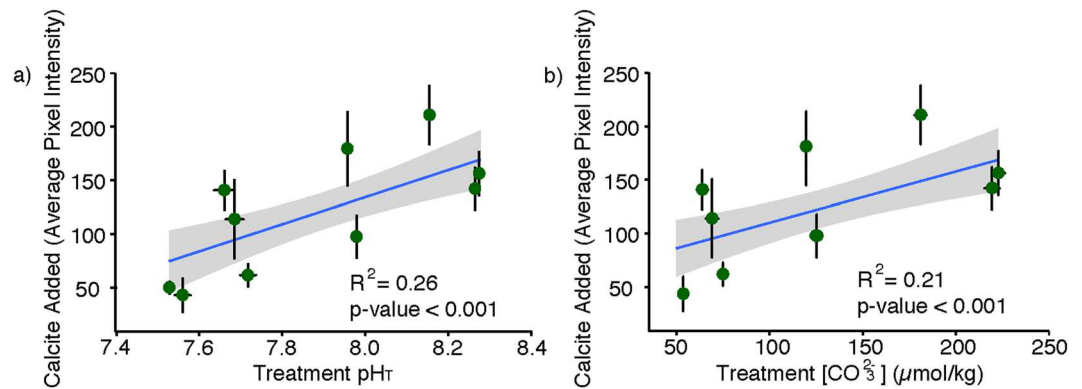 a)
Calcite Added (Average Pixel Intensity)
250
200
150
100
50
R² = 0.26
p-value < 0.001
7.4 7.6 7.8 8.0 8.2 8.4
Treatment pHT
b)
Calcite Added (Average Pixel Intensity)
250
200
150
100
50
R² = 0.21
p-value < 0.001
50 100 150 200 250
Treatment [CO₃²⁻] (µmol/kg)